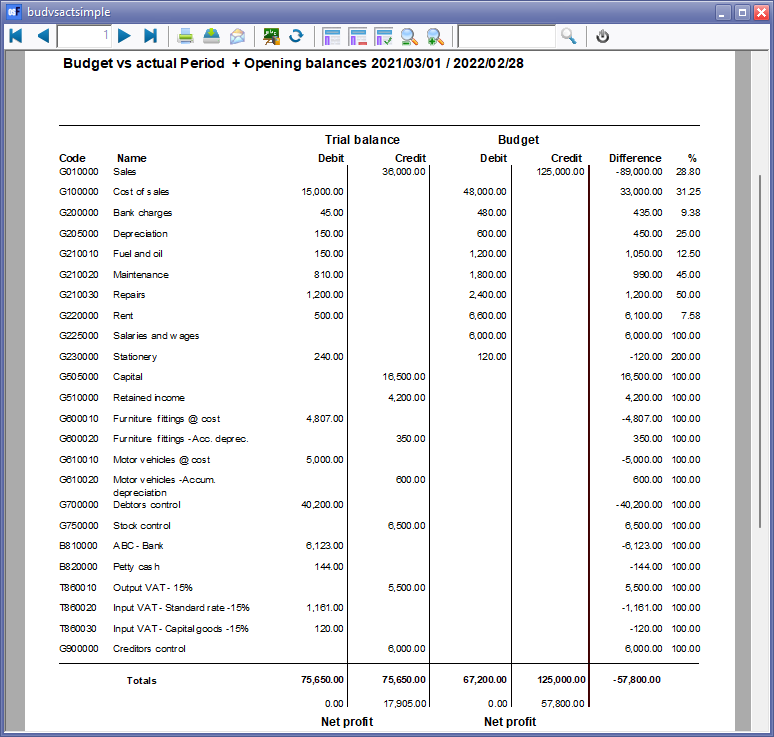 budvsactsimple
1
Budget vs actual Period + Opening balances 2021/03/01 / 2022/02/28
Trial balance Budget
Code Name Debit Credit Debit Credit Difference %
G010000 Sales 36,000.00 125,000.00 -89,000.00 28.80
G100000 Cost of sales 15,000.00 48,000.00 33,000.00 31.25
G200000 Bank charges 45.00 480.00 435.00 9.38
G205000 Depreciation 150.00 600.00 450.00 25.00
G210010 Fuel and oil 150.00 1,200.00 1,050.00 12.50
G210020 Maintenance 810.00 1,800.00 990.00 45.00
G210030 Repairs 1,200.00 2,400.00 1,200.00 50.00
G220000 Rent 500.00 6,600.00 6,100.00 7.58
G225000 Salaries and wages 6,000.00 6,000.00 100.00
G230000 Stationery 240.00 120.00 -120.00 200.00
G505000 Capital 16,500.00 16,500.00 100.00
G510000 Retained income 4,200.00 4,200.00 100.00
G600010 Furniture fittings @ cost 4,807.00 -4,807.00 100.00
G600020 Furniture fittings -Acc. deprec. 350.00 350.00 100.00
G610010 Motor vehicles @ cost 5,000.00 -5,000.00 100.00
G610020 Motor vehicles -Accum. 600.00 600.00 100.00
depreciation
G700000 Debtors control 40,200.00 -40,200.00 100.00
G750000 Stock control 6,500.00 6,500.00 100.00
B810000 ABC - Bank 6,123.00 -6,123.00 100.00
B820000 Petty cash 144.00 -144.00 100.00
T860010 Output VAT - 15% 5,500.00 5,500.00 100.00
T860020 Input VAT - Standard rate -15% 1,161.00 -1,161.00 100.00
T860030 Input VAT - Capital goods -15% 120.00 -120.00 100.00
G900000 Creditors control 6,000.00 6,000.00 100.00
Totals 75,650.00 75,650.00 67,200.00 125,000.00 -57,800.00
0.00 17,905.00 0.00 57,800.00
Net profit Net profit